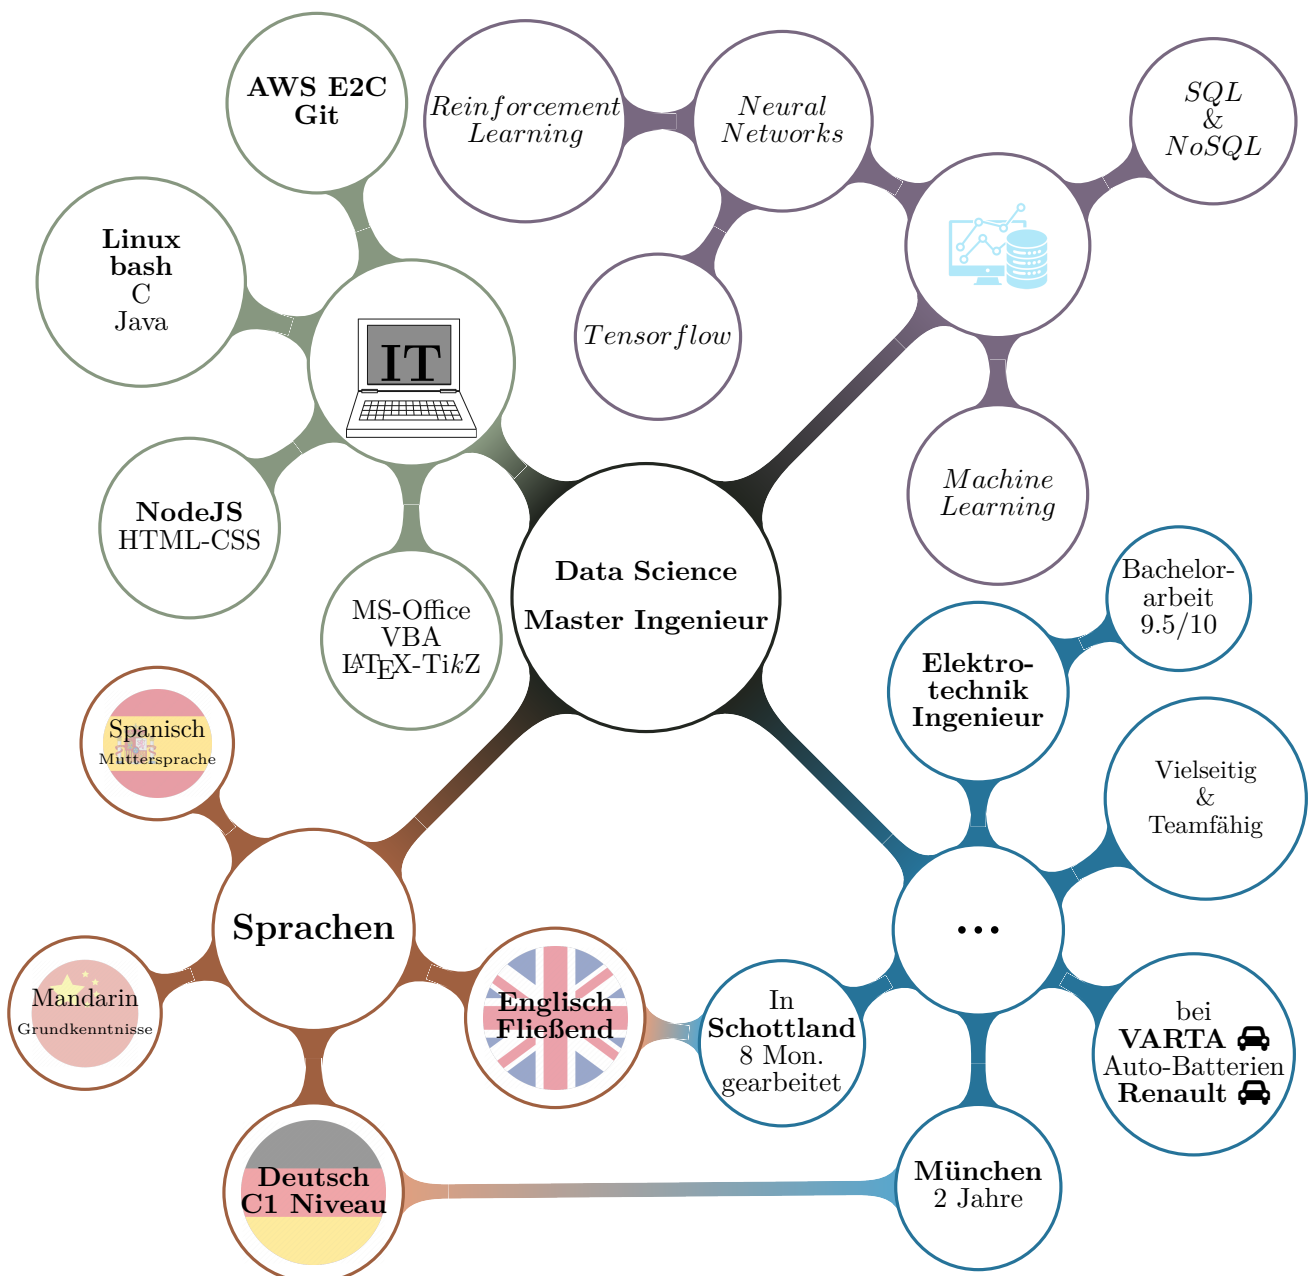 AWS E2C
Git
Reinforcement
Learning
Neural
Networks
SQL
&
NoSQL
Linux
bash
C
Java
IT
Tensorflow
NodeJS
HTML-CSS
MS-Office
VBA
LATEX-TikZ
Machine
Learning
Data Science
Master Ingenieur
Bachelor-
arbeit
9.5/10
Elektro-
technik
Ingenieur
Vielseitig
&
Teamfähig
Spanisch
Muttersprache
Sprachen
...
Mandarin
Grundkenntnisse
Englisch
Fließend
In
Schottland
8 Mon.
gearbeitet
bei
VARTA
Auto-Batterien
Renault
Deutsch
C1 Niveau
München
2 Jahre